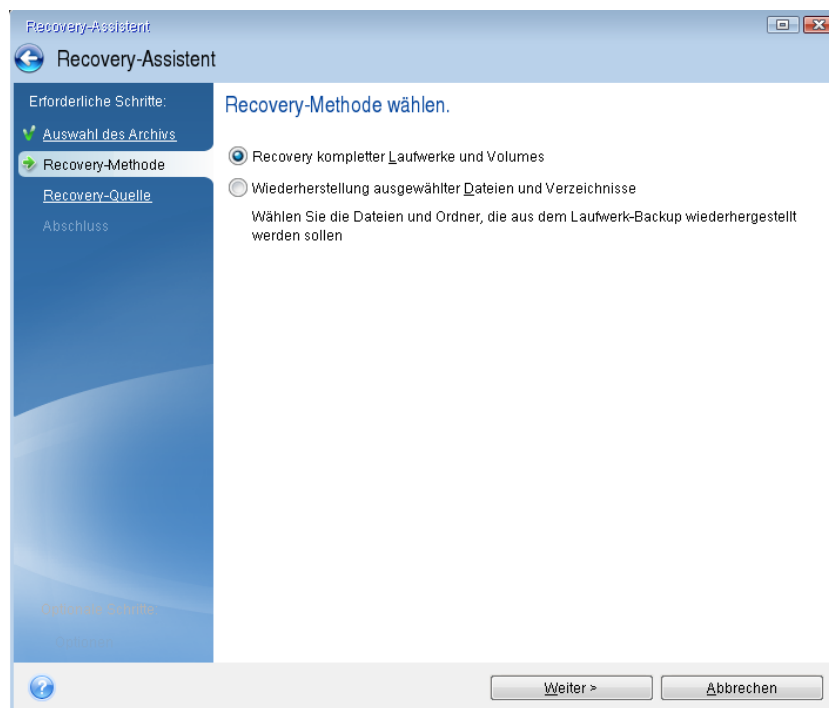 Recovery-Assistent
Recovery-Assistent
Erforderliche Schritte:
Auswahl des Archivs
Recovery-Methode
Recovery-Quelle
Abschluss
Recovery-Methode wählen.
Recovery kompletter Laufwerke und Volumes
Wiederherstellung ausgewählter Dateien und Verzeichnisse
Wählen Sie die Dateien und Ordner, die aus dem Laufwerk-Backup wiederhergestellt
werden sollen
Weiter >
Abbrechen